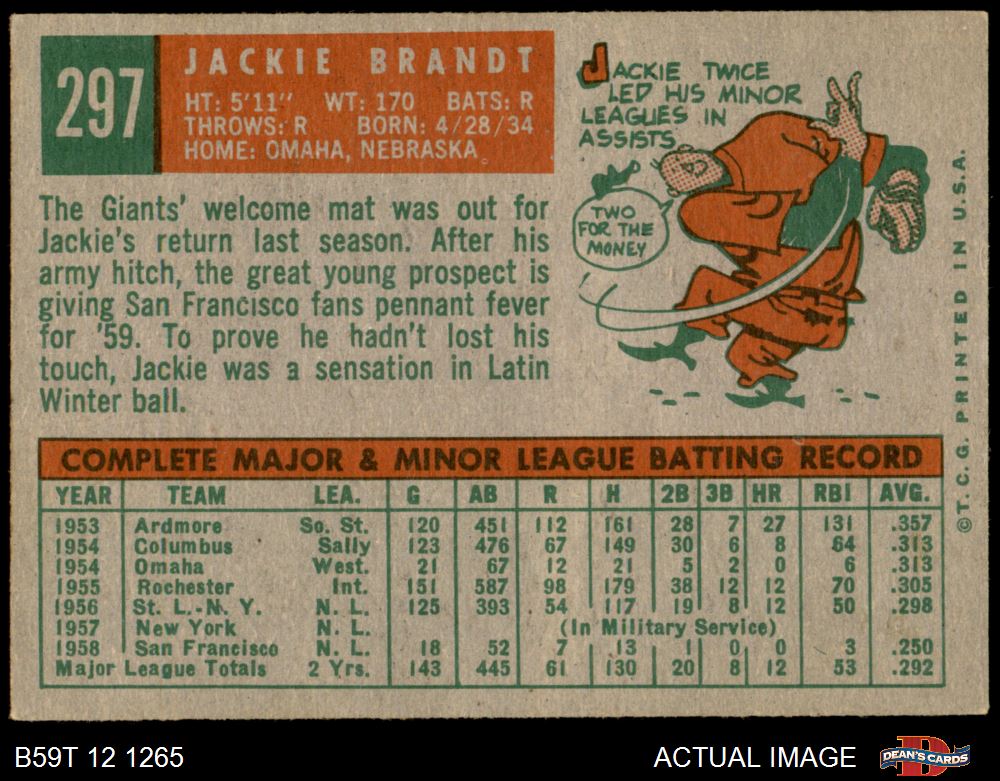 297
JACKIE BRANDT
HT: 5'11" WT: 170 BATS: R
THROWS: R BORN: 4/28/34
HOME: OMAHA, NEBRASKA
The Giants' welcome mat was out for
Jackie's return last season. After his
army hitch, the great young prospect is
giving San Francisco fans pennant fever
for '59. To prove he hadn't lost his
touch, Jackie was a sensation in Latin
Winter ball.
JACKIE TWICE
LED HIS MINOR
LEAGUES IN
ASSISTS.
TWO
FOR THE
MONEY
©T.C.G. PRINTED IN U.S.A.
COMPLETE MAJOR & MINOR LEAGUE BATTING RECORD
YEAR TEAM LEA. G AB R H 2B 3B HR RBI AVG.
1953 Ardmore So. St. 120 451 112 161 28 7 27 131 .357
1954 Columbus Sally 123 476 67 149 30 6 8 64 .313
1954 Omaha West. 21 67 12 21 5 2 0 6 .313
1955 Rochester Int. 151 587 98 179 38 12 12 70 .305
1956 St. L.-N. Y. N. L. 125 393 54 117 19 8 12 50 .298
1957 New York N. L. (In Military Service)
1958 San Francisco N. L. 18 52 7 13 1 0 0 3 .250
Major League Totals 2 Yrs. 143 445 61 130 20 8 12 53 .292
B59T 12 1265
ACTUAL IMAGE
DEAN'S CARDS